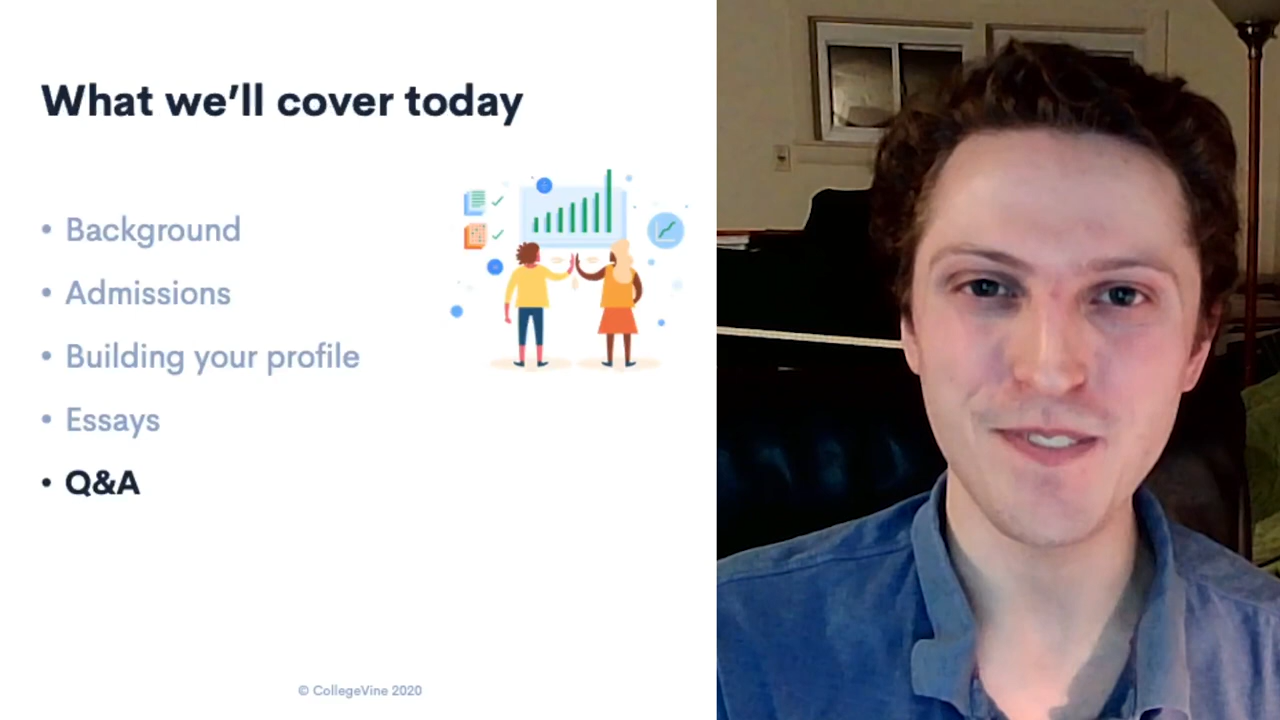 What we’ll cover today
• Background
• Admissions
• Building your profile
• Essays
• Q&A
© CollegeVine 2020